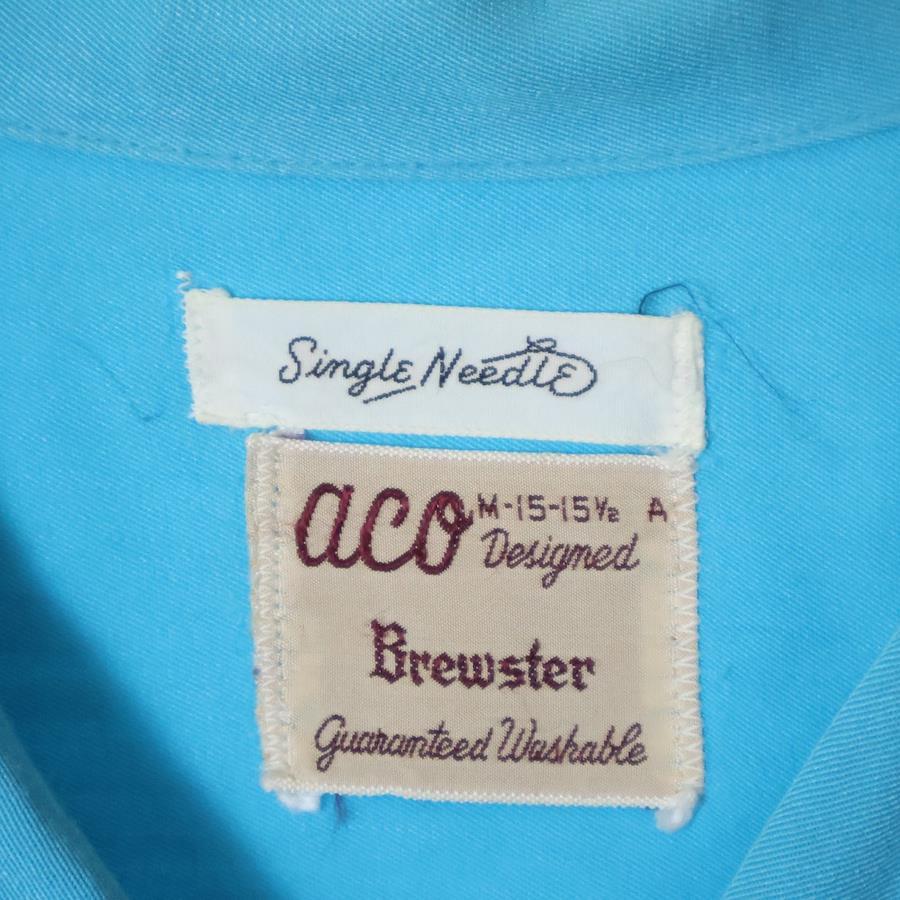 Single Needle
aco M-15-15½ A
Designed
Brewster
Guaranteed Washable